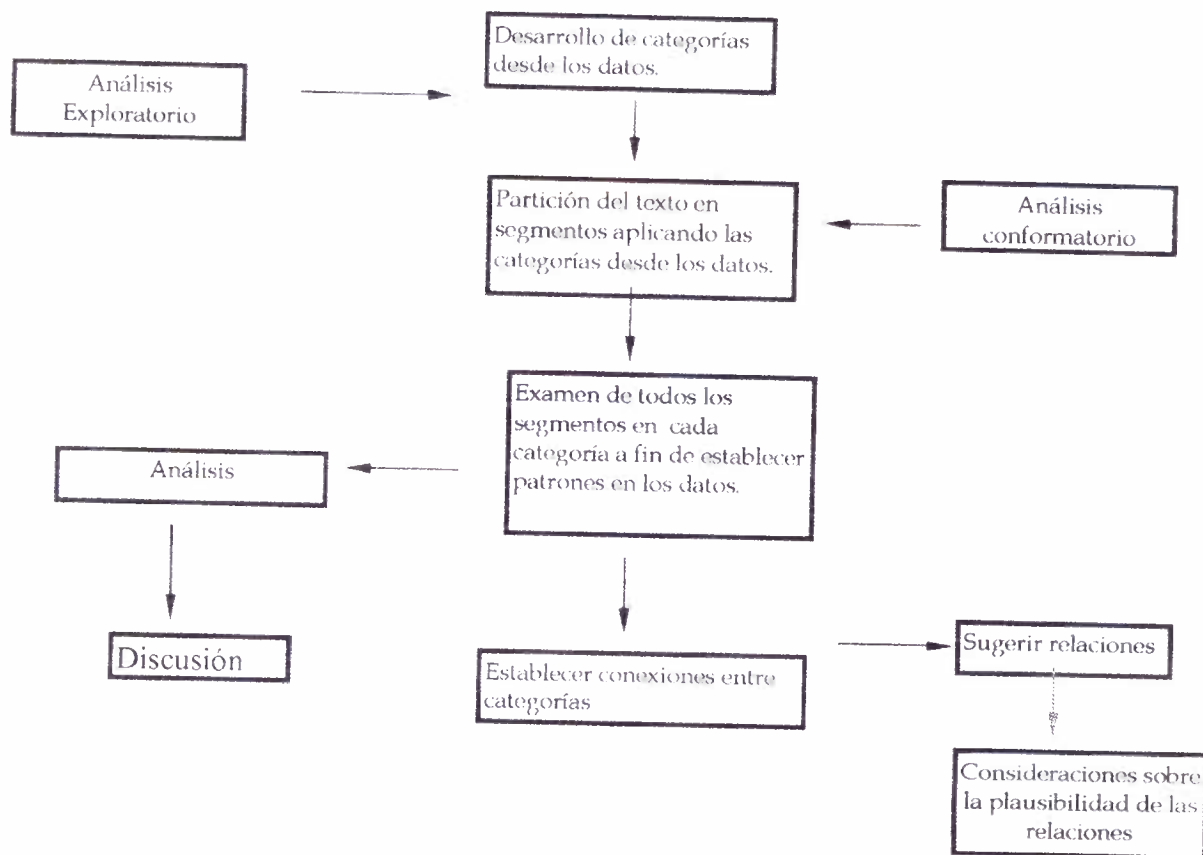 Desarrollo de categorías
desde los datos.
Análisis
Exploratorio
Partición del texto en
segmentos aplicando las
categorías desde los datos.
Análisis
conformatorio
Examen de todos los
segmentos en cada
categoría a fin de establecer
patrones en los datos.
Análisis
Discusión
Establecer conexiones entre
categorías
Sugerir relaciones
Consideraciones sobre
la plausibilidad de las
relaciones